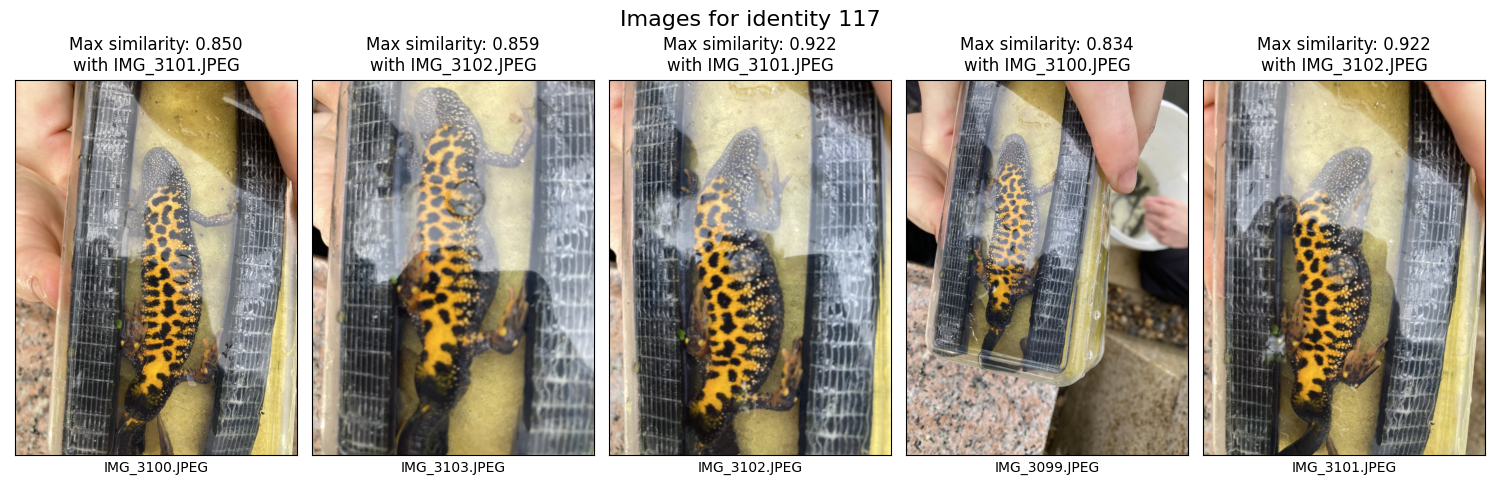 Images for identity 117
Max similarity: 0.850
with IMG_3101.JPEG
Max similarity: 0.859
with IMG_3102.JPEG
Max similarity: 0.922
with IMG_3101.JPEG
Max similarity: 0.834
with IMG_3100.JPEG
Max similarity: 0.922
with IMG_3102.JPEG
IMG_3100.JPEG
IMG_3103.JPEG
IMG_3102.JPEG
IMG_3099.JPEG
IMG_3101.JPEG